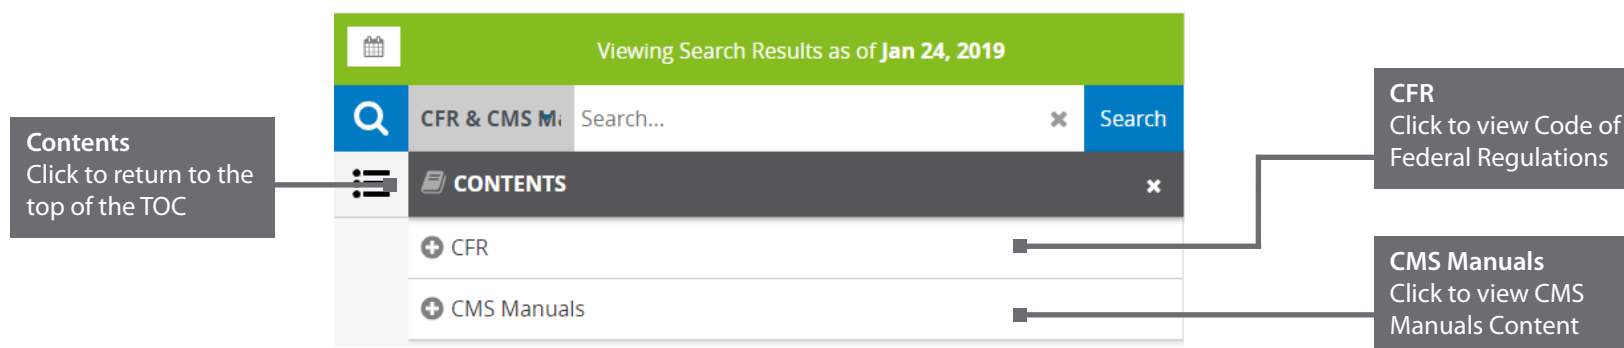 Viewing Search Results as of Jan 24, 2019
CFR & CMS Search... Search
CONTENTS
CFR
CMS Manuals
Contents
Click to return to the
top of the TOC
CFR
Click to view Code of
Federal Regulations
CMS Manuals
Click to view CMS
Manuals Content